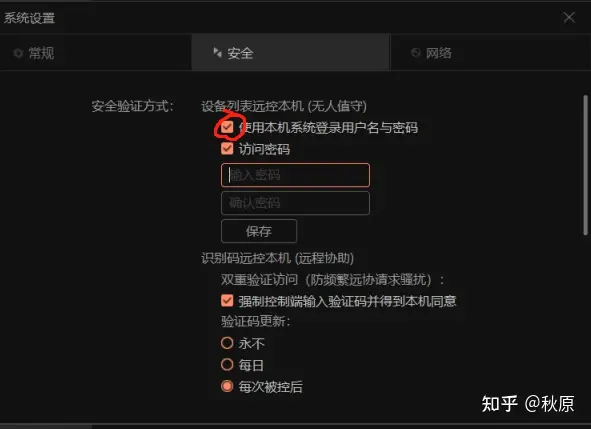 系统设置
常规
安全
网络
安全验证方式：
设备列表远控本机 (无人值守)
使用本机系统登录用户名与密码
访问密码
输入密码
确认密码
保存
识别码远控本机 (远程协助)
双重验证访问（防频繁远协请求骚扰）：
强制控制端输入验证码并得到本机同意
验证码更新：
永不
每日
每次被控后
知乎 @秋原